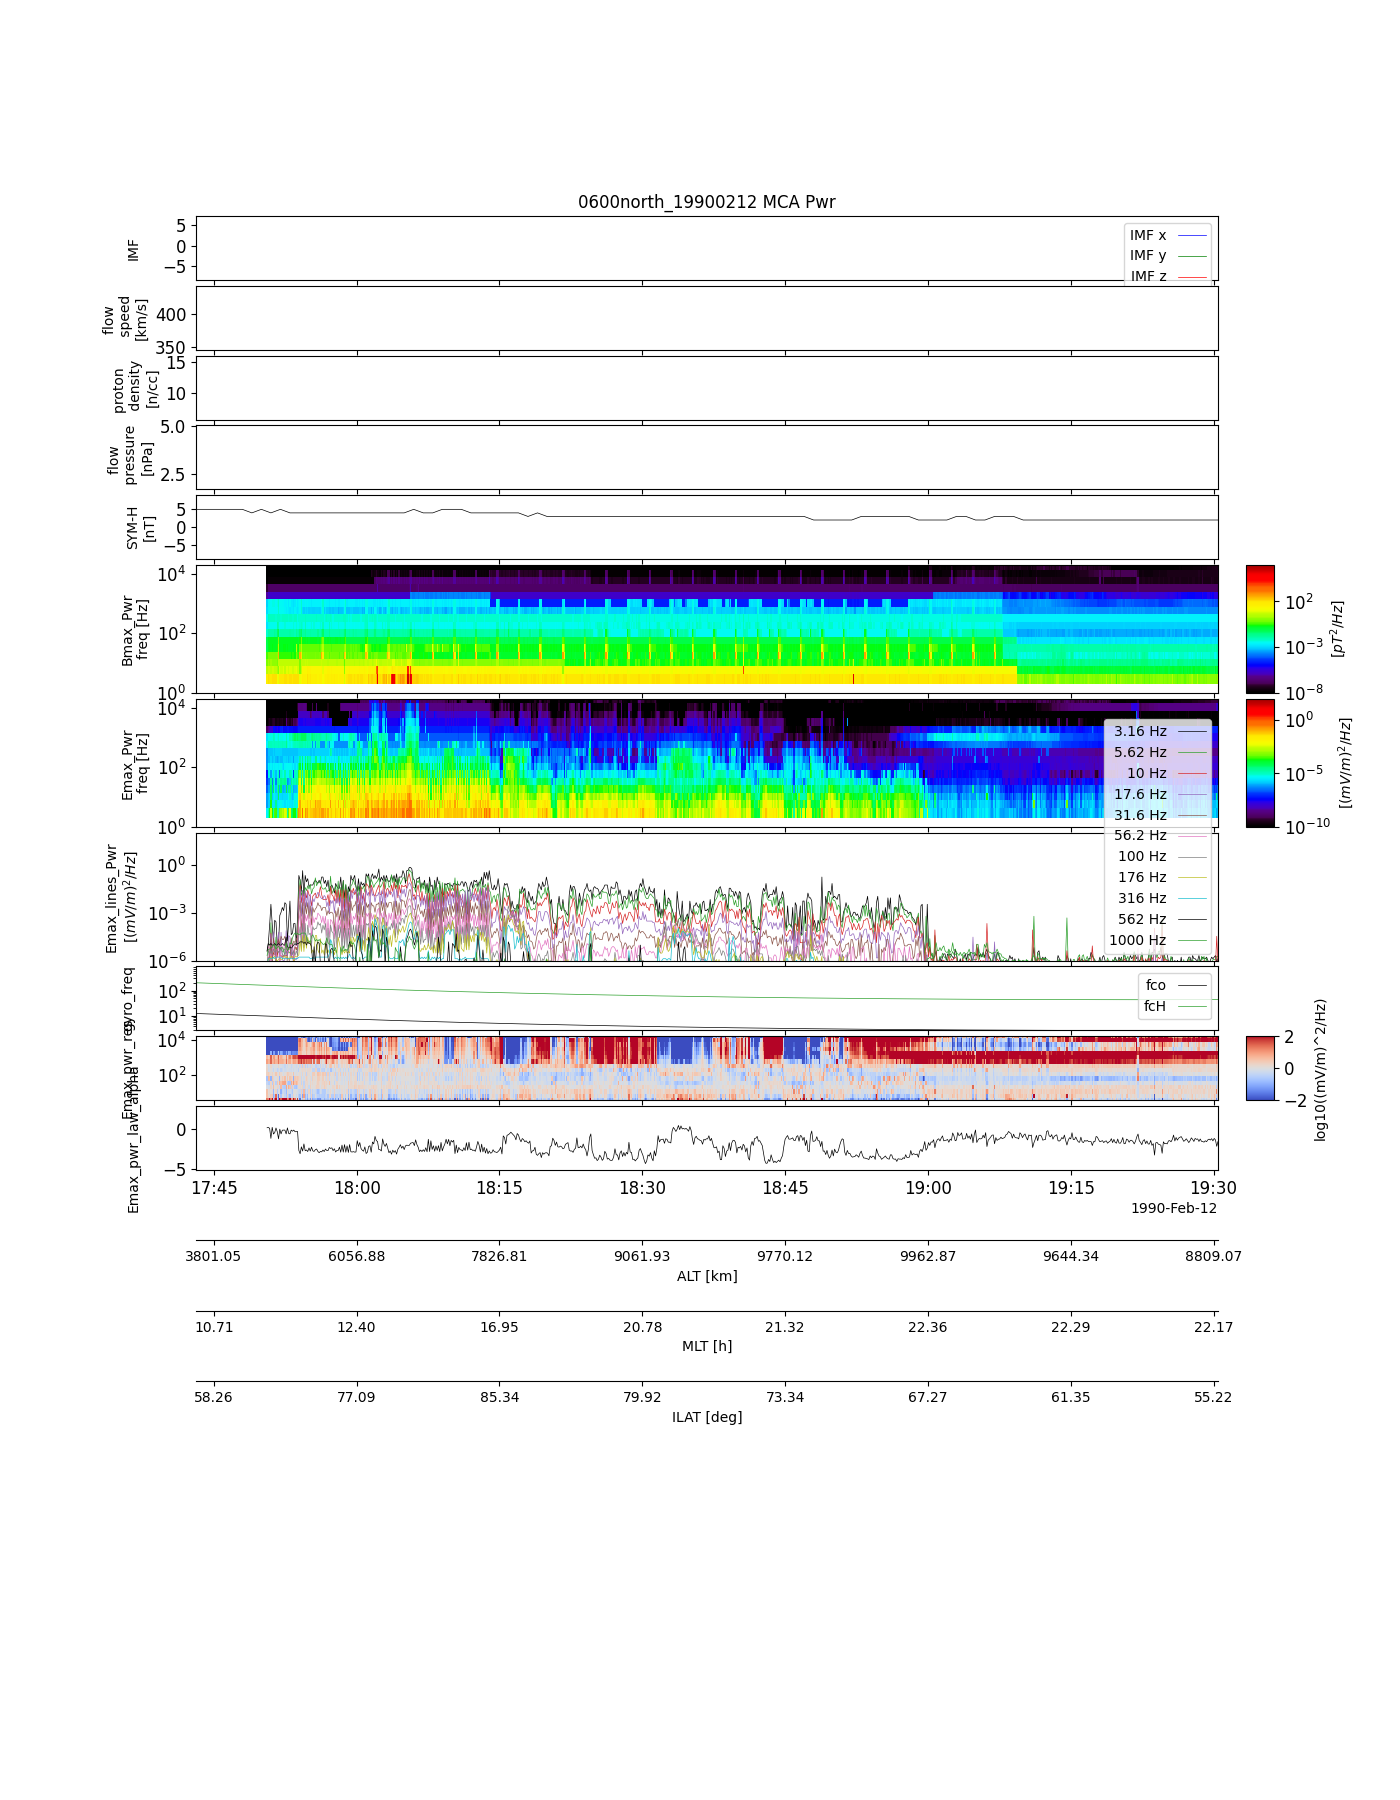 0600north_19900212 MCA Pwr
IMF
5
0
−5
IMF x
IMF y
IMF z
flow
speed
[km/s]
400
350
proton
density
[n/cc]
15
10
flow
pressure
[nPa]
5.0
2.5
SYM-H
[nT]
5
0
−5
Bmax_Pwr
freq [Hz]
10^4
10^2
10^0
10^2
10^−3
10^−8
[pT^2/Hz]
Emax_Pwr
freq [Hz]
10^4
10^2
10^0
10^0
10^−5
10^−10
[(mV/m)^2/Hz]
3.16 Hz
5.62 Hz
10 Hz
17.6 Hz
31.6 Hz
56.2 Hz
100 Hz
176 Hz
316 Hz
562 Hz
1000 Hz
Emax_lines_Pwr
[(mV/m)^2/Hz]
10^0
10^−3
10^−6
gyro_freq
10^2
10^1
fco
fcH
Emax_pwr_reg
10^4
10^2
2
0
−2
log10((mV/m)^2/Hz)
Emax_pwr_law_alpha
0
−5
17:45 18:00 18:15 18:30 18:45 19:00 19:15 19:30
1990-Feb-12
3801.05 6056.88 7826.81 9061.93 9770.12 9962.87 9644.34 8809.07
ALT [km]
10.71 12.40 16.95 20.78 21.32 22.36 22.29 22.17
MLT [h]
58.26 77.09 85.34 79.92 73.34 67.27 61.35 55.22
ILAT [deg]